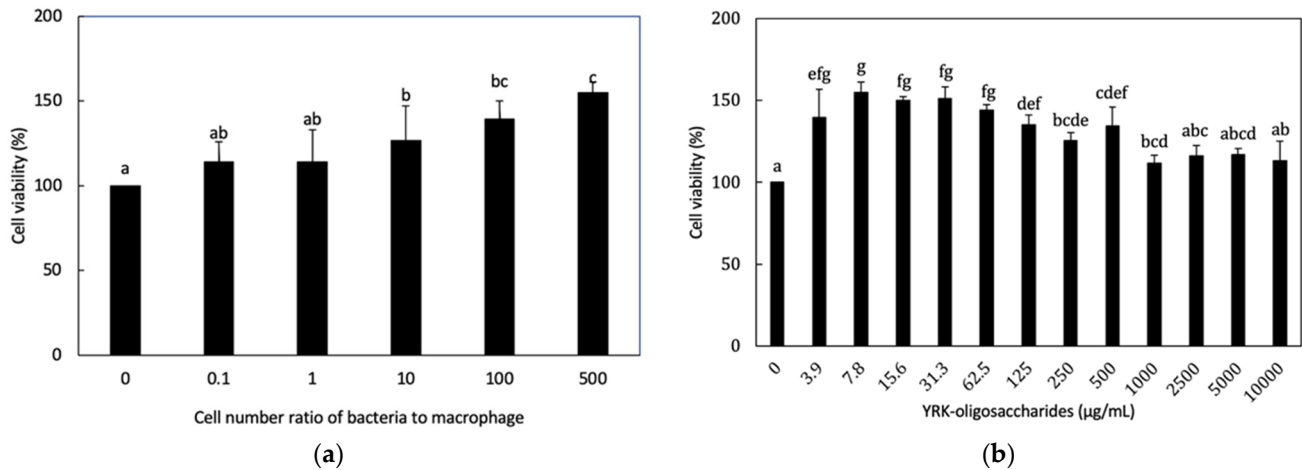 200
150
100
50
0
Cell viability (%)
a
ab
ab
b
bc
c
0 0.1 1 10 100 500
Cell number ratio of bacteria to macrophage
(a)
200
150
100
50
0
Cell viability (%)
a
efg
g
fg
fg
fg
def
bcde
cdef
bcd
abc
abcd
ab
0 3.9 7.8 15.6 31.3 62.5 125 250 500 1000 2500 5000 10000
YRK-oligosaccharides (μg/mL)
(b)